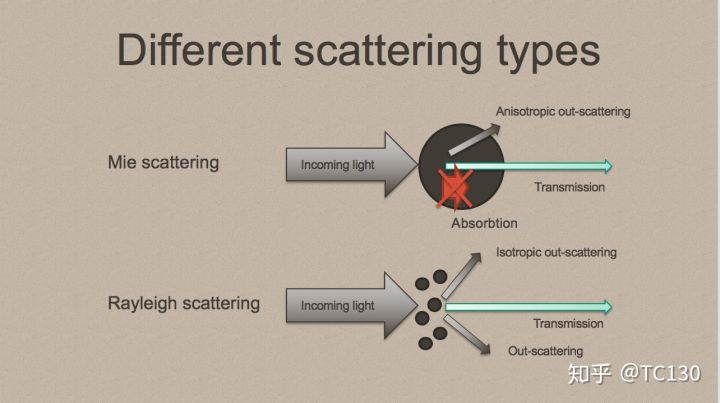 Different scattering types
Anisotropic out-scattering
Mie scattering
Incoming light
Transmission
Absorbtion
Isotropic out-scattering
Rayleigh scattering
Incoming light
Transmission
Out-scattering
知乎 @TC130